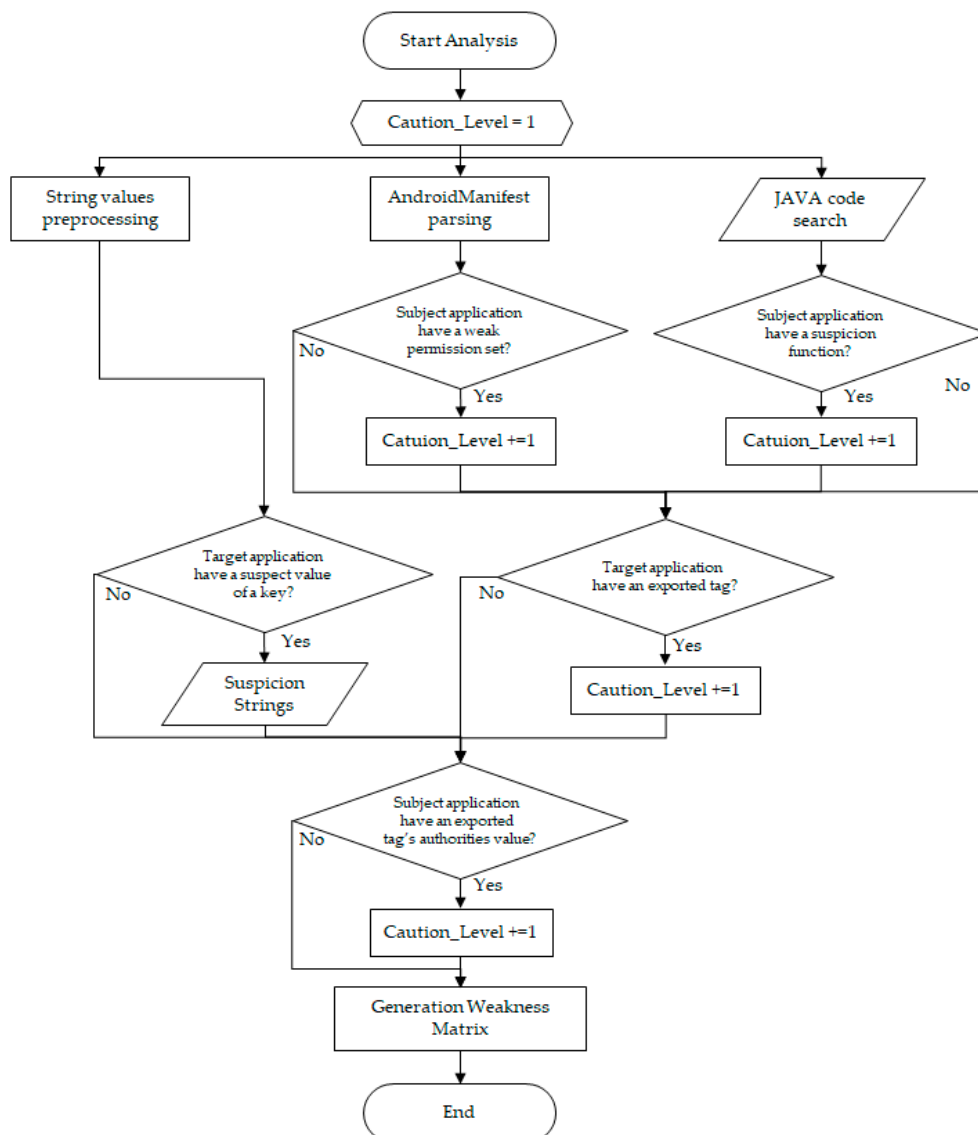 Start Analysis
Caution_Level = 1
String values
preprocessing
AndroidManifest
parsing
JAVA code
search
Subject application
have a weak
permission set?
No
Yes
Subject application
have a suspicion
function?
No
Yes
Catuion_Level +=1
Catuion_Level +=1
Target application
have a suspect value
of a key?
No
Yes
Target application
have an exported tag?
No
Yes
Suspicion
Strings
Caution_Level +=1
Subject application
have an exported
tag's authorities value?
No
Yes
Caution_Level +=1
Generation Weakness
Matrix
End